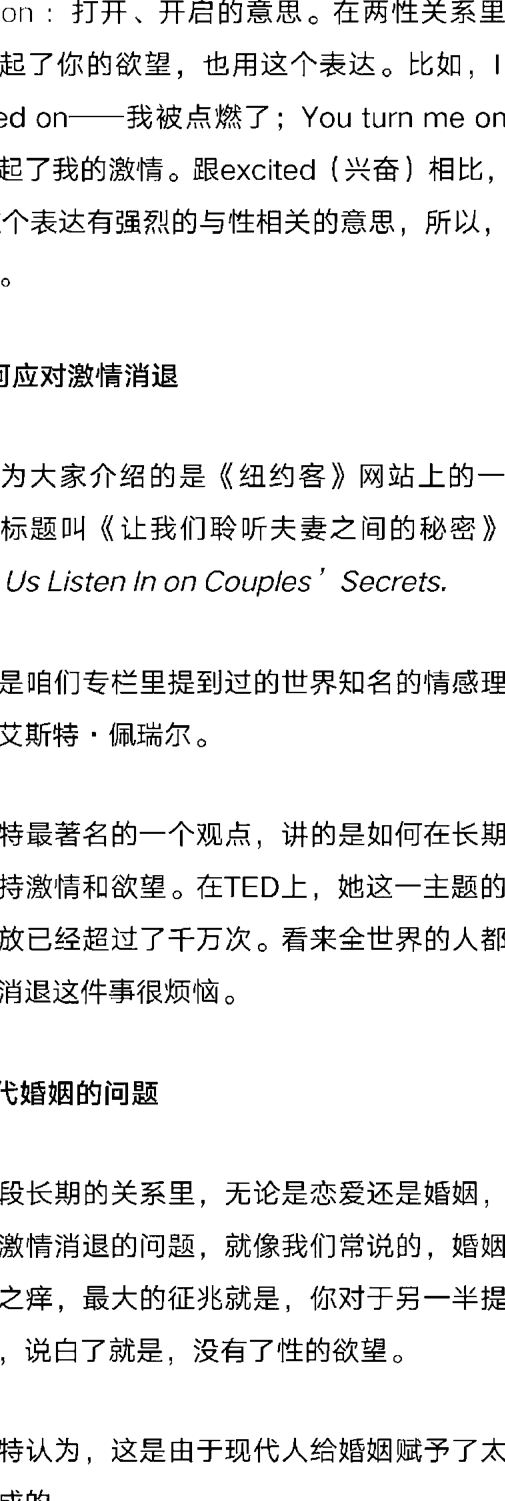 on：打开、开启的意思。在两性关系里
起了你的欲望，也用这个表达。比如，I
ed on——我被点燃了；You turn me on
起了我的激情。跟excited（兴奋）相比，
个表达有强烈的与性相关的意思，所以，
。
可应对激情消退
为大家介绍的是《纽约客》网站上的一
标题叫《让我们聆听夫妻之间的秘密》
Us Listen In on Couples’ Secrets.
是咱们专栏里提到过的世界知名的情感理
艾斯特·佩瑞尔。
特最著名的一个观点，讲的是如何在长期
持激情和欲望。在TED上，她这一主题的
放已经超过了千万次。看来全世界的人都
消退这件事很烦恼。
代婚姻的问题
段长期的关系里，无论是恋爱还是婚姻，
激情消退的问题，就像我们常说的，婚姻
之痒，最大的征兆就是，你对于另一半提
，说白了就是，没有了性的欲望。
特认为，这是由于现代人给婚姻赋予了太